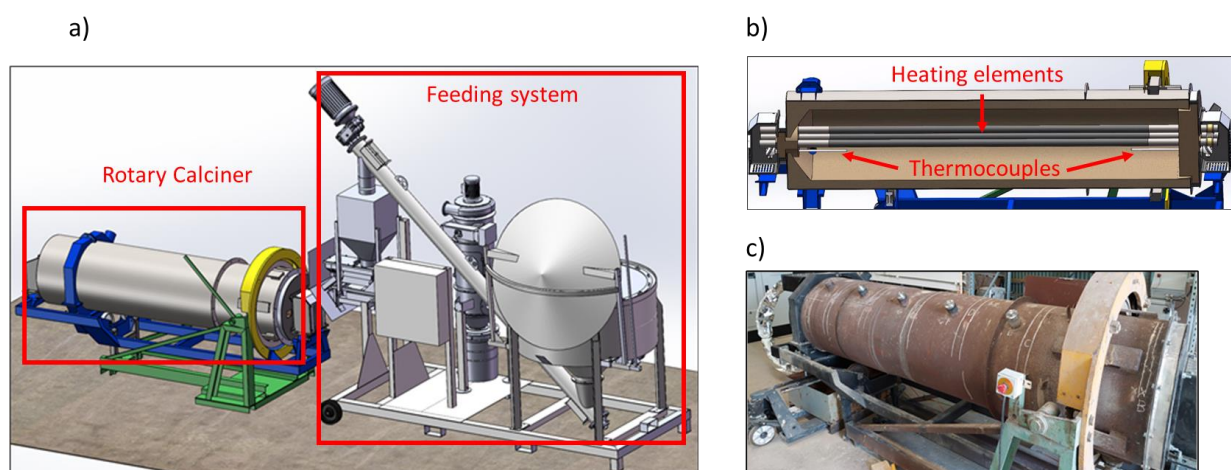 a)
Feeding system
Rotary Calciner
b)
Heating elements
Thermocouples
c)